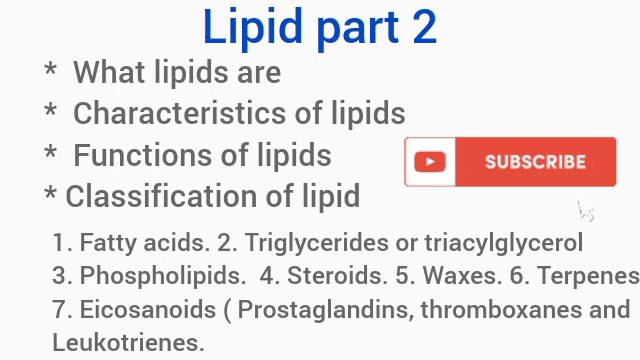 Lipid part 2
* What lipids are
* Characteristics of lipids
* Functions of lipids
SUBSCRIBE
* Classification of lipid
1. Fatty acids. 2. Triglycerides or triacylglycerol
3. Phospholipids. 4. Steroids. 5. Waxes. 6. Terpenes
7. Eicosanoids ( Prostaglandins, thromboxanes and
Leukotrienes.